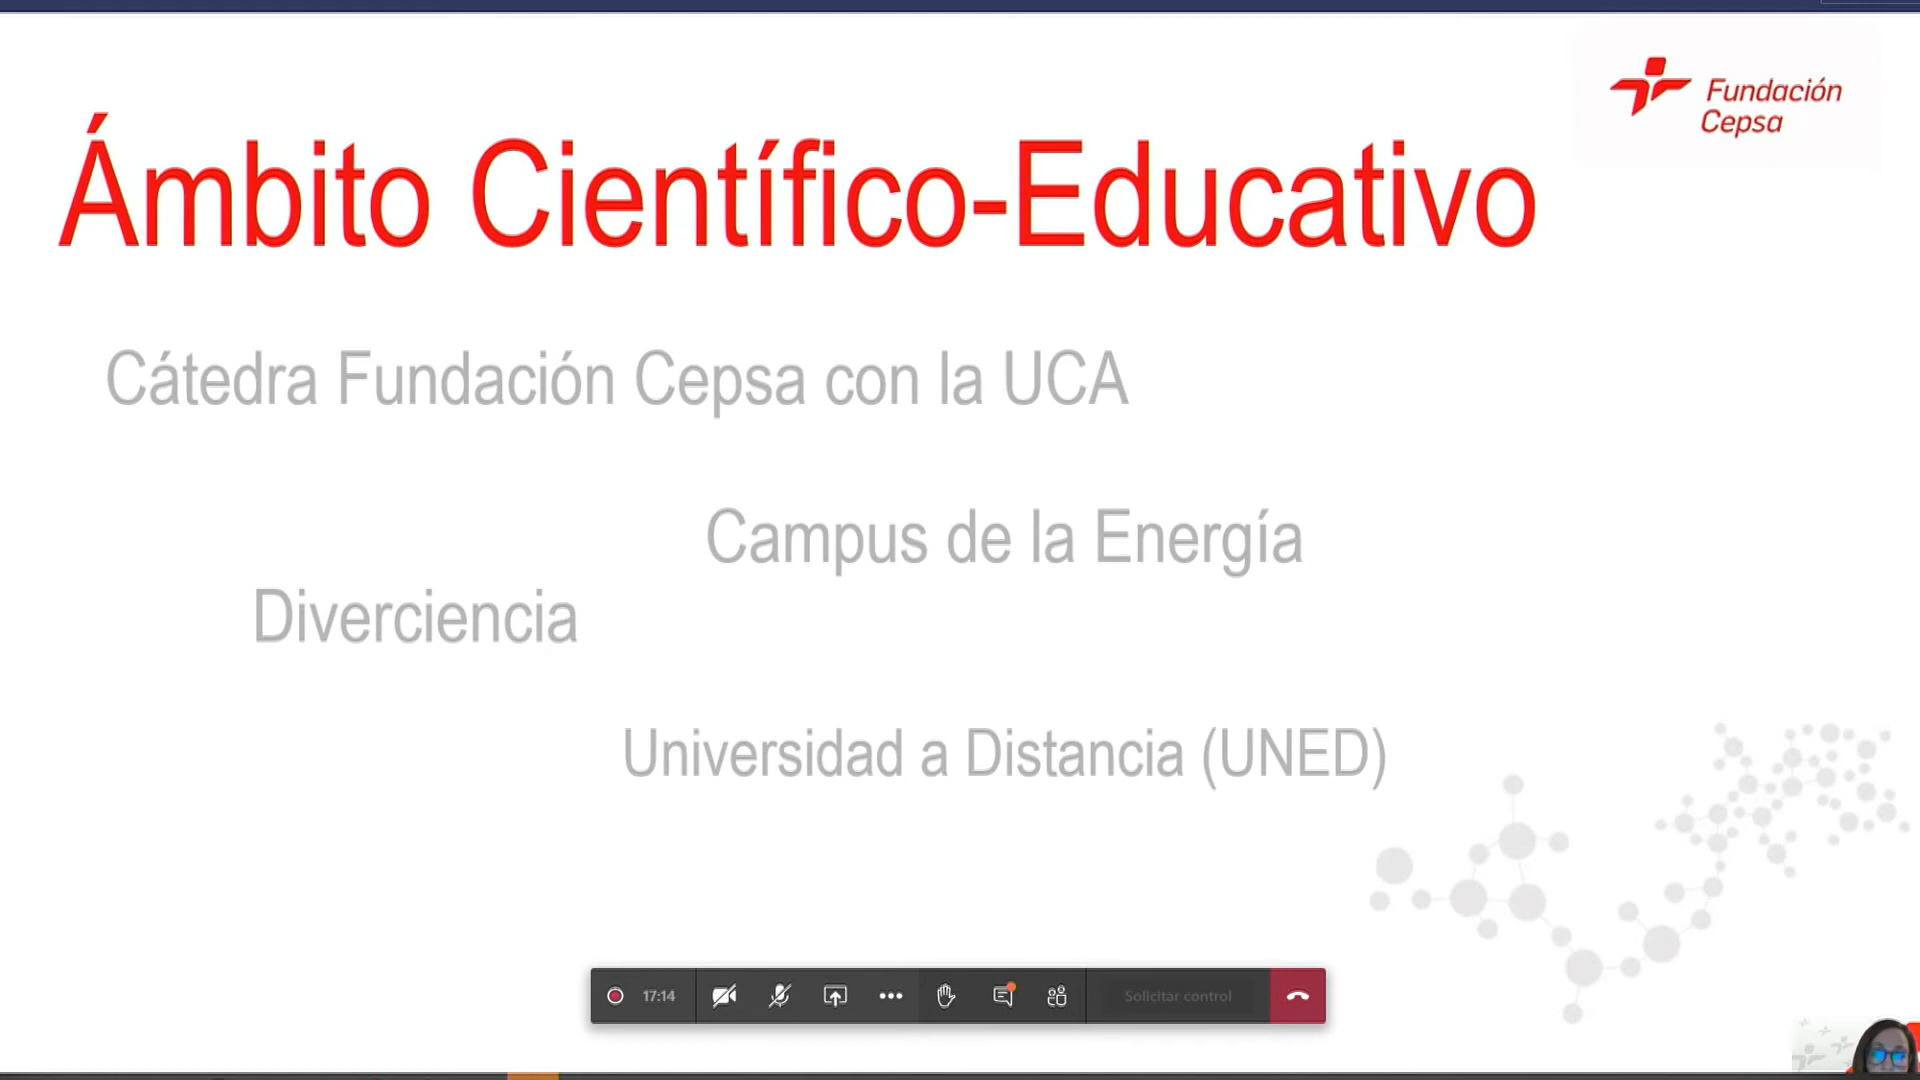 Fundación
Cepsa
Ámbito Científico-Educativo
Cátedra Fundación Cepsa con la UCA
Campus de la Energía
Diverciencia
Universidad a Distancia (UNED)
17:14
Solicitar control